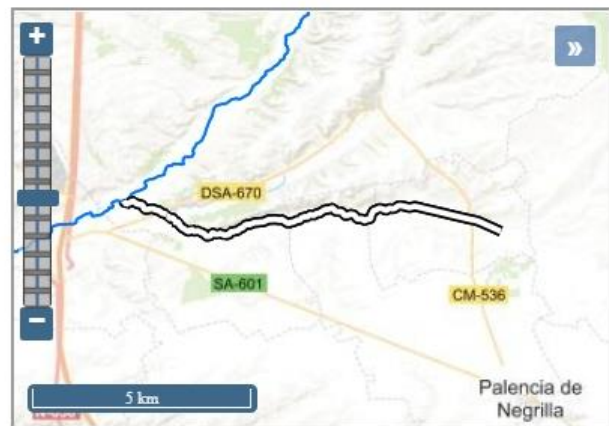 +
»
DSA-670
SA-601
CM-536
−
5 km
Palencia de
Negrilla